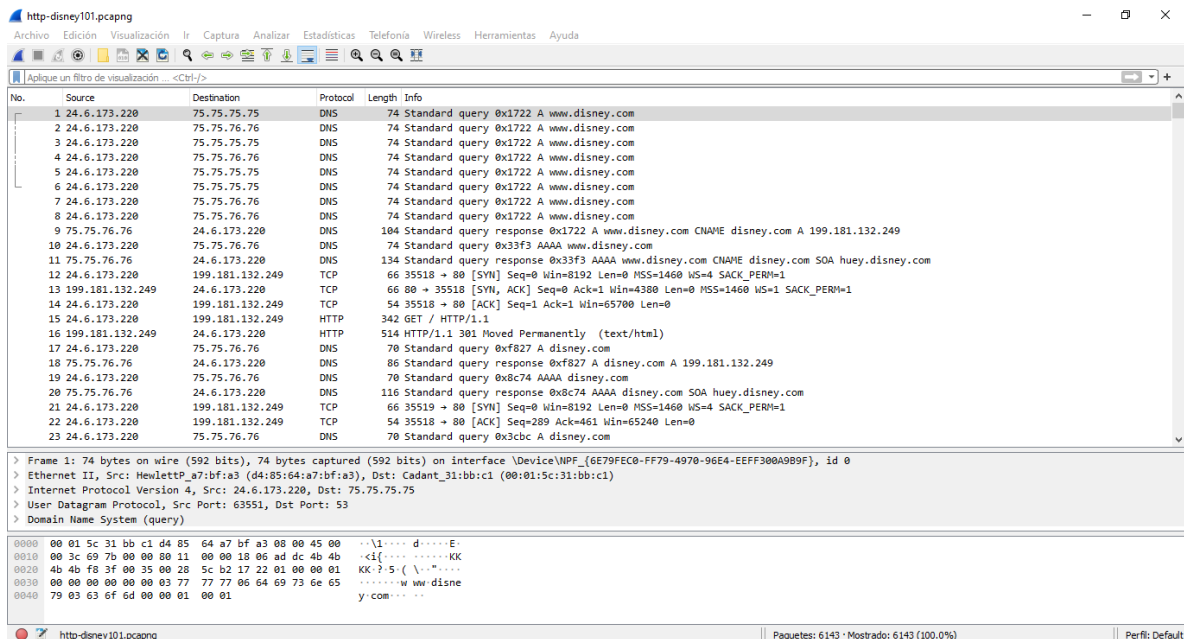 http-disney101.pcapng
Archivo Edición Visualización Ir Captura Analizar Estadísticas Telefonía Wireless Herramientas Ayuda
Aplique un filtro de visualización ... <Ctrl-/>
No. Source Destination Protocol Length Info
1 24.6.173.220 75.75.75.75 DNS 74 Standard query 0x1722 A www.disney.com
2 24.6.173.220 75.75.76.76 DNS 74 Standard query 0x1722 A www.disney.com
3 24.6.173.220 75.75.75.75 DNS 74 Standard query 0x1722 A www.disney.com
4 24.6.173.220 75.75.76.76 DNS 74 Standard query 0x1722 A www.disney.com
5 24.6.173.220 75.75.75.75 DNS 74 Standard query 0x1722 A www.disney.com
6 24.6.173.220 75.75.75.75 DNS 74 Standard query 0x1722 A www.disney.com
7 24.6.173.220 75.75.76.76 DNS 74 Standard query 0x1722 A www.disney.com
8 24.6.173.220 75.75.76.76 DNS 74 Standard query 0x1722 A www.disney.com
9 75.75.76.76 24.6.173.220 DNS 104 Standard query response 0x1722 A www.disney.com CNAME disney.com A 199.181.132.249
10 24.6.173.220 75.75.76.76 DNS 74 Standard query 0x33f3 AAAA www.disney.com
11 75.75.76.76 24.6.173.220 DNS 134 Standard query response 0x33f3 AAAA www.disney.com CNAME disney.com SOA huey.disney.com
12 24.6.173.220 199.181.132.249 TCP 66 35518 → 80 [SYN] Seq=0 Win=8192 Len=0 MSS=1460 WS=4 SACK_PERM=1
13 199.181.132.249 24.6.173.220 TCP 66 80 → 35518 [SYN, ACK] Seq=0 Ack=1 Win=4380 Len=0 MSS=1460 WS=1 SACK_PERM=1
14 24.6.173.220 199.181.132.249 TCP 54 35518 → 80 [ACK] Seq=1 Ack=1 Win=65700 Len=0
15 24.6.173.220 199.181.132.249 HTTP 342 GET / HTTP/1.1
16 199.181.132.249 24.6.173.220 HTTP 514 HTTP/1.1 301 Moved Permanently (text/html)
17 24.6.173.220 75.75.76.76 DNS 70 Standard query 0xf827 A disney.com
18 75.75.76.76 24.6.173.220 DNS 86 Standard query response 0xf827 A disney.com A 199.181.132.249
19 24.6.173.220 75.75.76.76 DNS 70 Standard query 0x8c74 AAAA disney.com
20 75.75.76.76 24.6.173.220 DNS 116 Standard query response 0x8c74 AAAA disney.com SOA huey.disney.com
21 24.6.173.220 199.181.132.249 TCP 66 35519 → 80 [SYN] Seq=0 Win=8192 Len=0 MSS=1460 WS=4 SACK_PERM=1
22 24.6.173.220 199.181.132.249 TCP 54 35518 → 80 [ACK] Seq=289 Ack=461 Win=65240 Len=0
23 24.6.173.220 75.75.76.76 DNS 70 Standard query 0x3cbc A disney.com
Frame 1: 74 bytes on wire (592 bits), 74 bytes captured (592 bits) on interface \Device\NPF_{6E79FEC0-FF79-4970-96E4-EEFF300A9B9F}, id 0
Ethernet II, Src: HewlettP_a7:bf:a3 (d4:85:64:a7:bf:a3), Dst: Cadant_31:bb:c1 (00:01:5c:31:bb:c1)
Internet Protocol Version 4, Src: 24.6.173.220, Dst: 75.75.75.75
User Datagram Protocol, Src Port: 63551, Dst Port: 53
Domain Name System (query)
0000 00 01 5c 31 bb c1 d4 85 64 a7 bf a3 08 00 45 00 ··\1···· d·····E·
0010 00 3c 69 7b 00 00 80 11 00 00 18 06 ad dc 4b 4b ·<i{···· ······KK
0020 4b 4b f8 3f 00 35 00 28 5c b2 17 22 01 00 00 01 KK·?·5·( \··"····
0030 00 00 00 00 00 00 03 77 77 77 06 64 69 73 6e 65 ·······w ww·disne
0040 79 03 63 6f 6d 00 00 01 00 01 y·com··· ··
http-disney101.pcapng Paquetes: 6143 · Mostrado: 6143 (100.0%) Perfil: Default